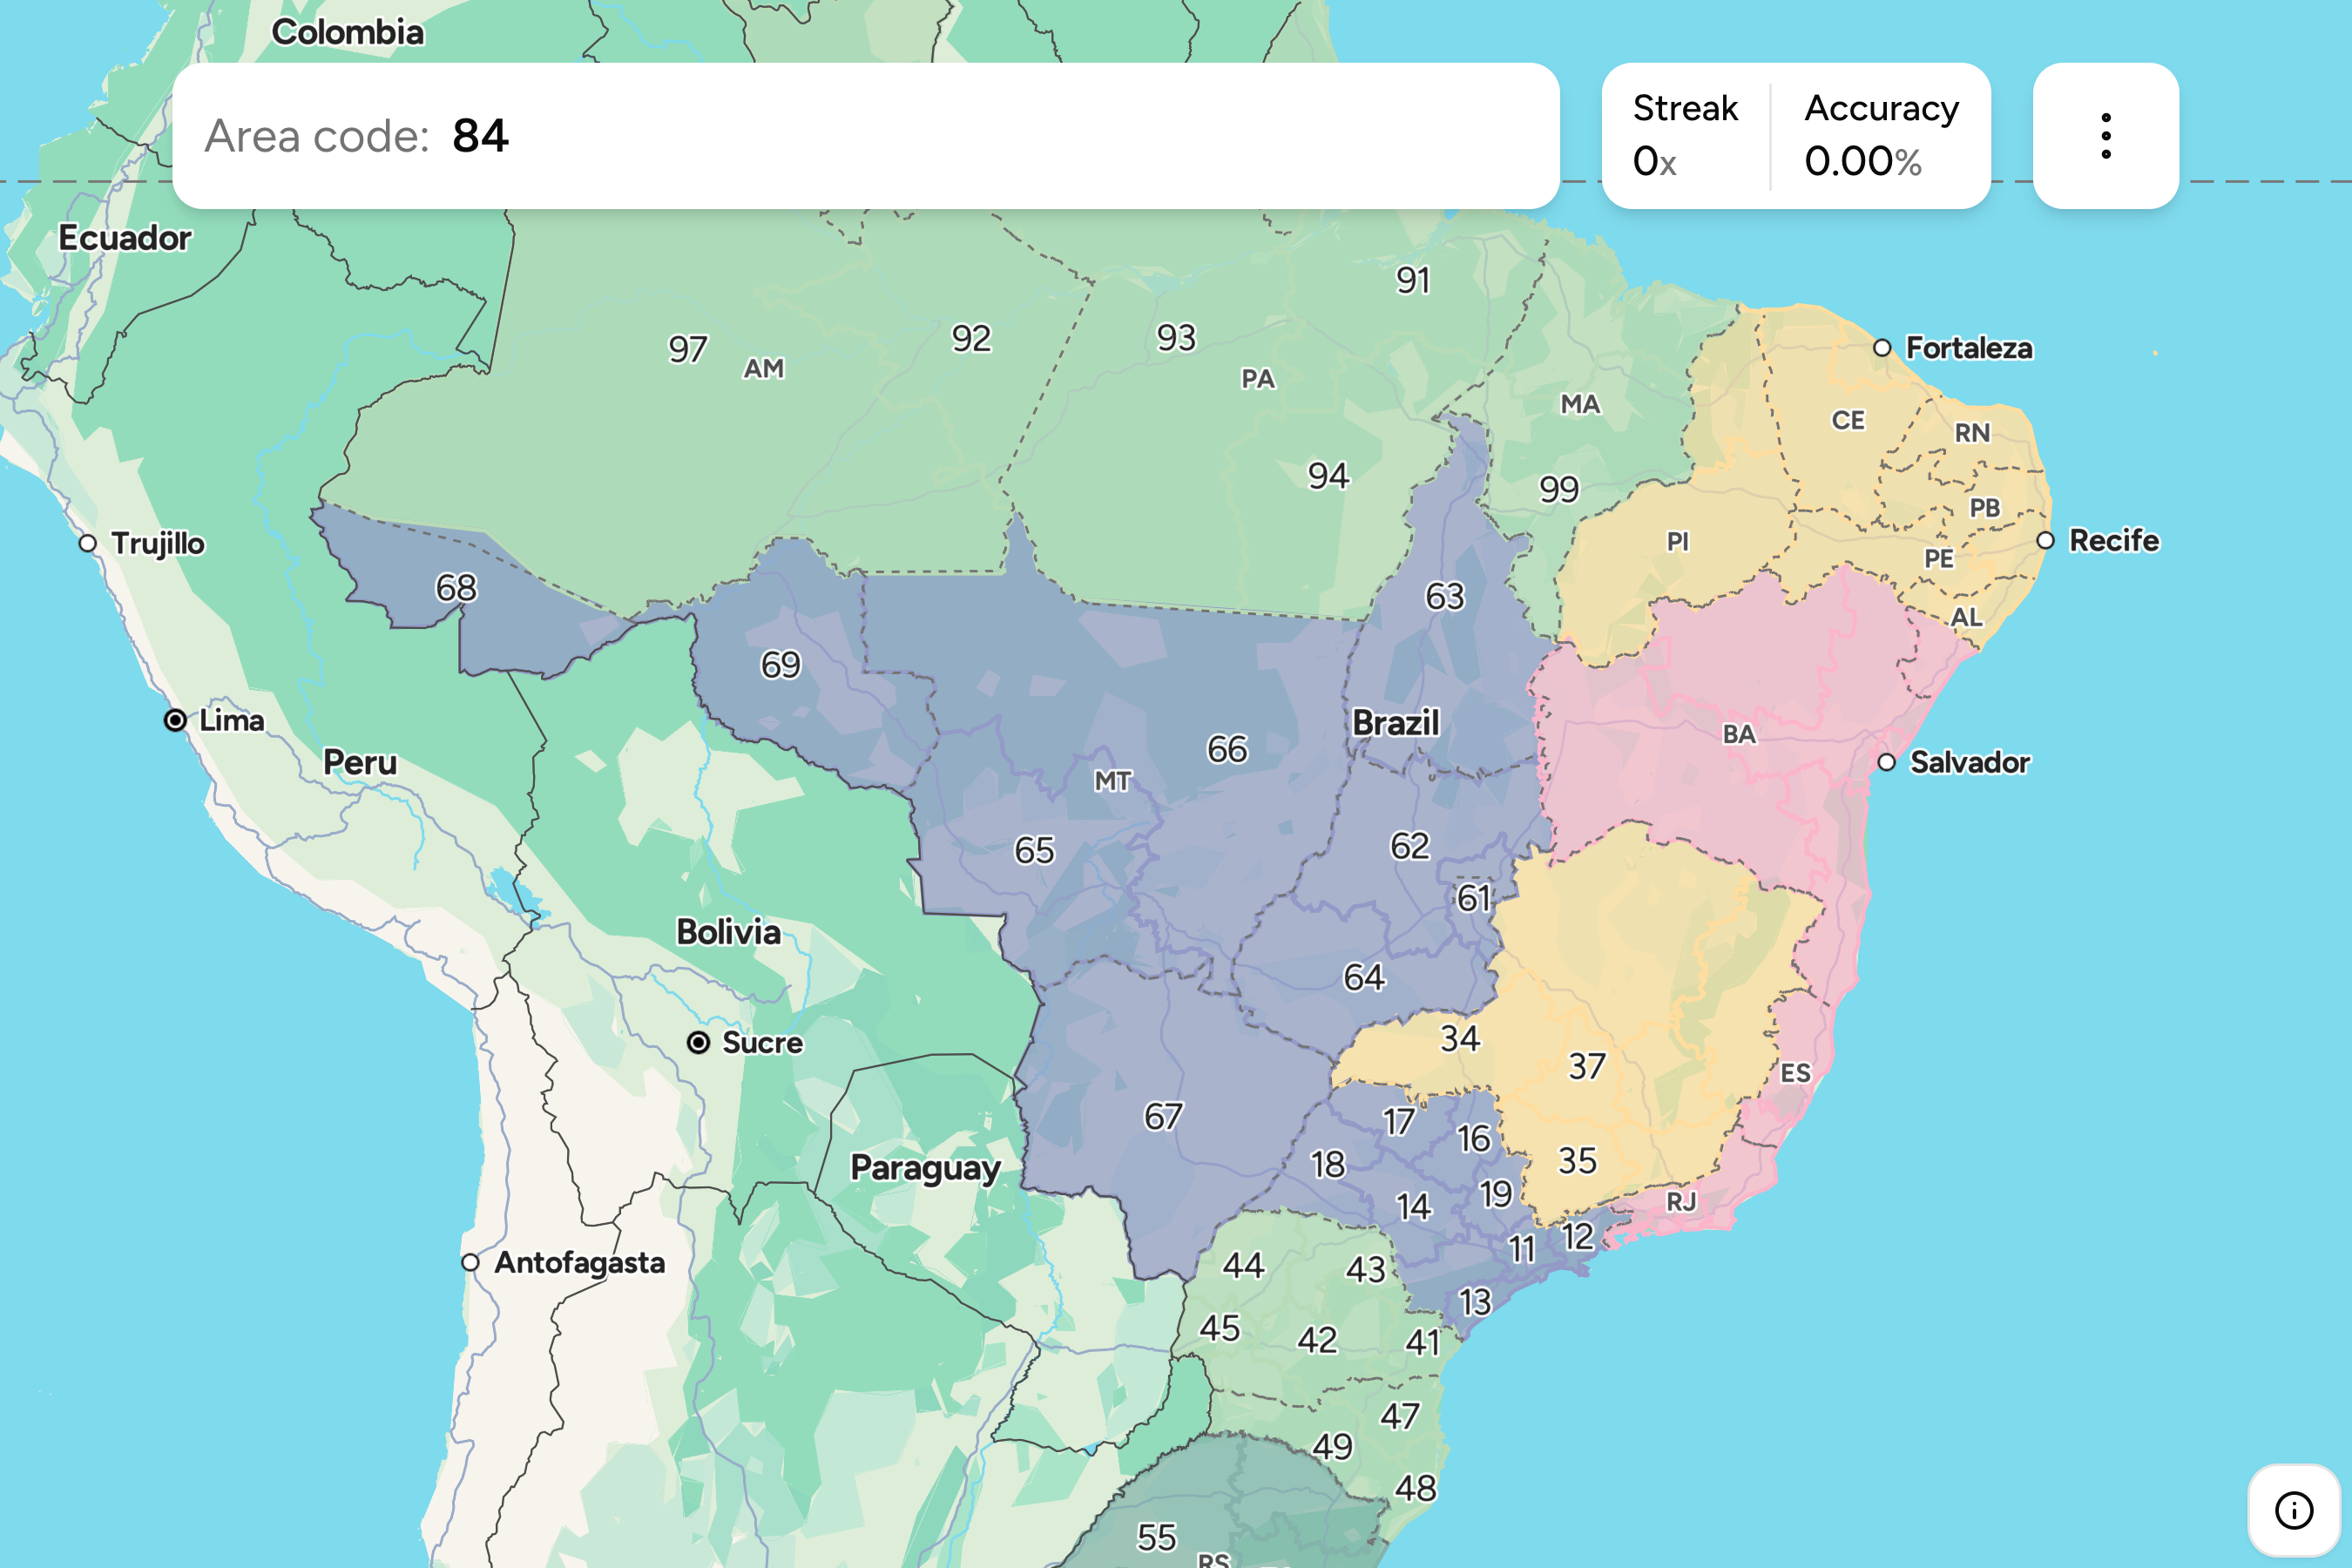 Colombia
Area code: 84
Streak
0x
Accuracy
0.00%
Ecuador
91
97
AM
92
93
PA
MA
Fortaleza
CE
RN
94
99
PB
PI
Recife
PE
Trujillo
68
63
AL
69
Lima
Peru
Brazil
66
MT
BA
Salvador
65
62
61
Bolivia
64
Sucre
34
37
ES
67
17
16
Paraguay
18
35
19
14
RJ
12
11
Antofagasta
44
43
13
45
42
41
47
49
48
55
RS